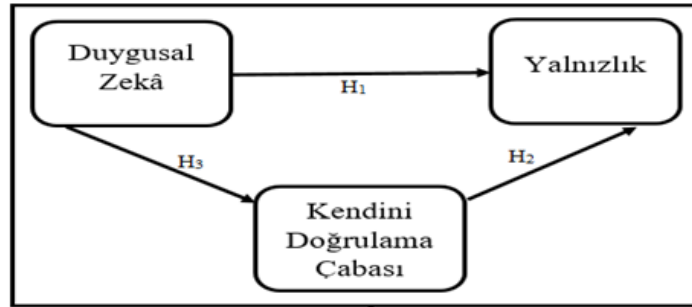 Duygusal
Zekâ
Yalnızlık
H₁
H₃
H₂
Kendini
Doğrulama
Çabası